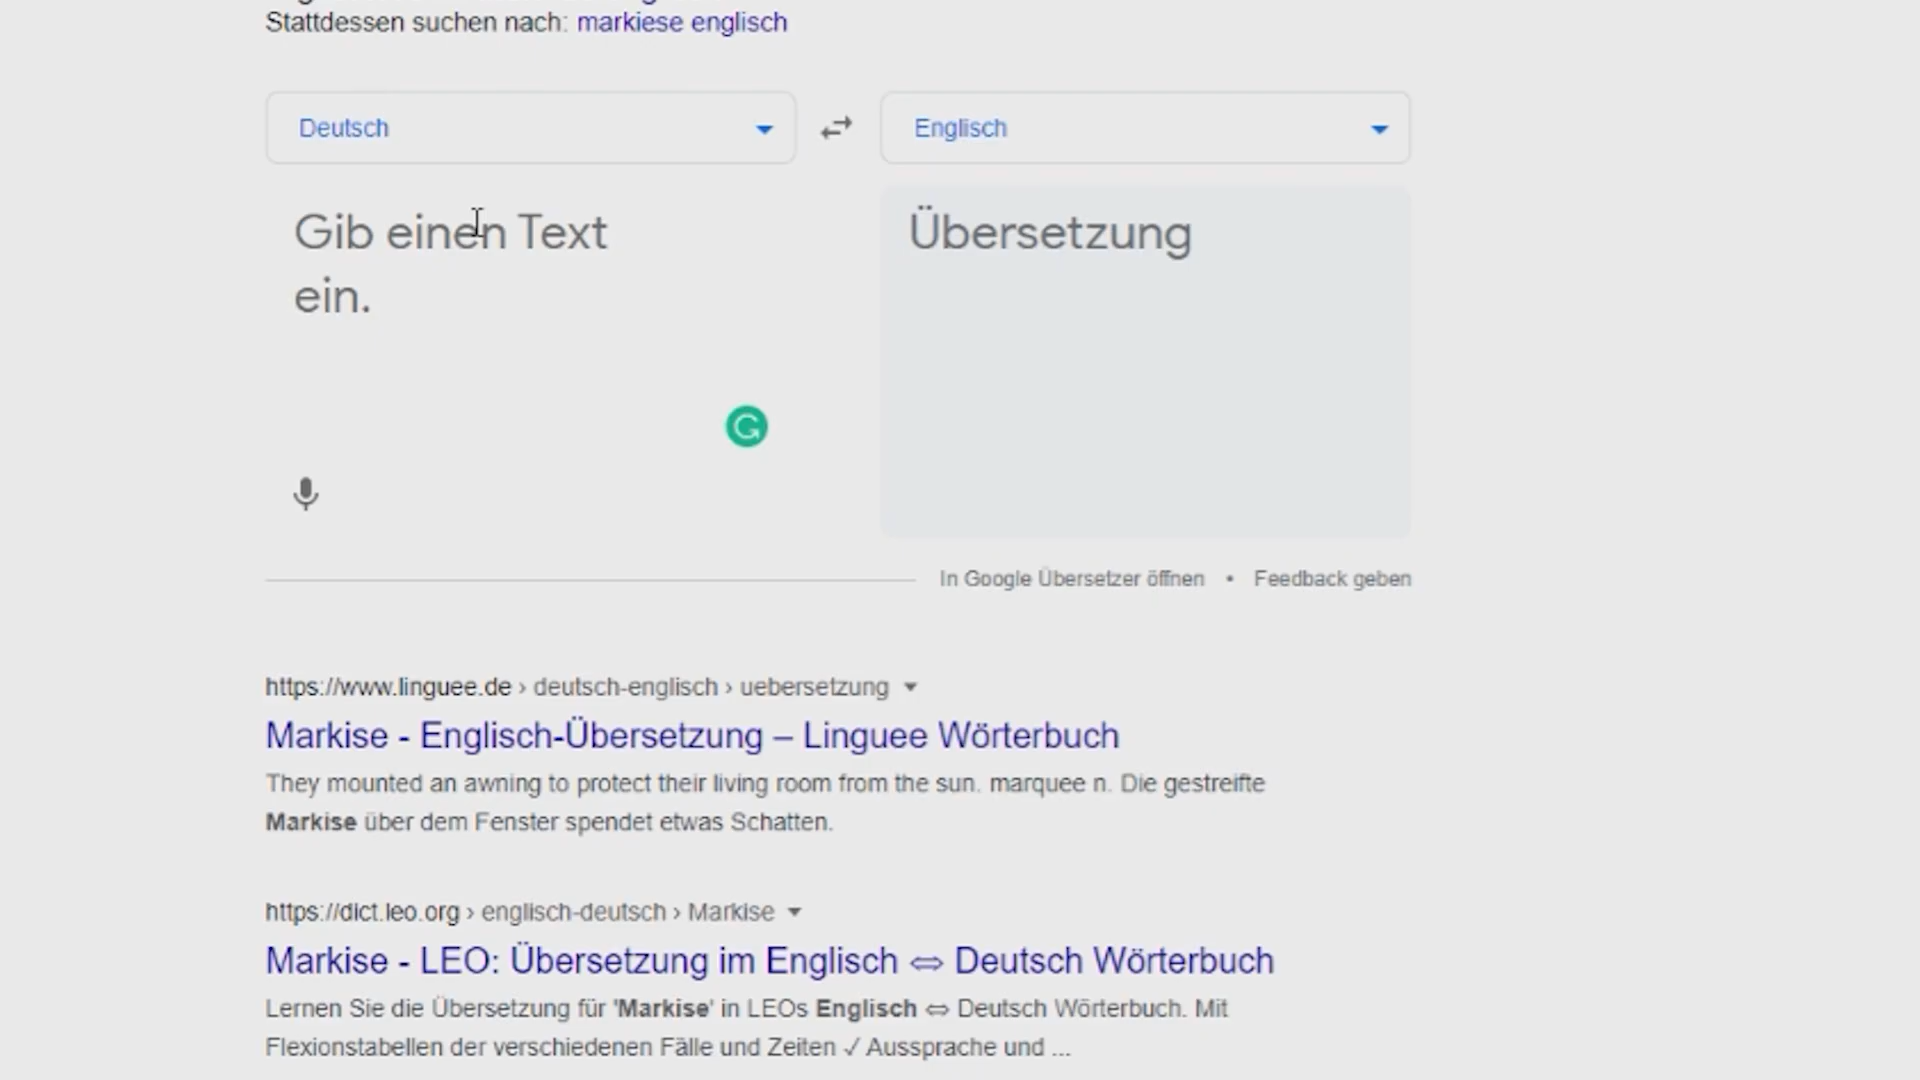 Stattdessen suchen nach: markiese englisch
Deutsch
Englisch
Gib einen Text
ein.
Übersetzung
In Google Übersetzer öffnen • Feedback geben
https://www.linguee.de › deutsch-englisch › uebersetzung
Markise - Englisch-Übersetzung – Linguee Wörterbuch
They mounted an awning to protect their living room from the sun. marquee n. Die gestreifte
Markise über dem Fenster spendet etwas Schatten.
https://dict.leo.org › englisch-deutsch › Markise
Markise - LEO: Übersetzung im Englisch ⇔ Deutsch Wörterbuch
Lernen Sie die Übersetzung für 'Markise' in LEOs Englisch ⇔ Deutsch Wörterbuch. Mit
Flexionstabellen der verschiedenen Fälle und Zeiten ✓ Aussprache und ...